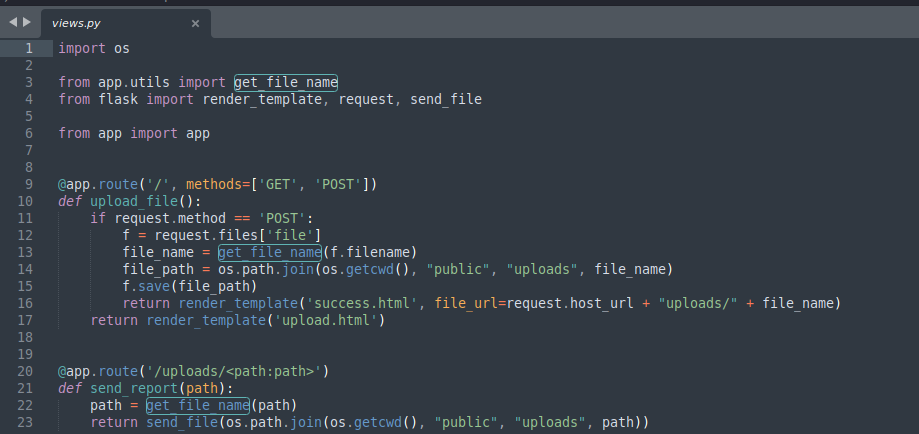 views.py
1 import os
2
3 from app.utils import get_file_name
4 from flask import render_template, request, send_file
5
6 from app import app
7
8
9 @app.route('/', methods=['GET', 'POST'])
10 def upload_file():
11     if request.method == 'POST':
12         f = request.files['file']
13         file_name = get_file_name(f.filename)
14         file_path = os.path.join(os.getcwd(), "public", "uploads", file_name)
15         f.save(file_path)
16         return render_template('success.html', file_url=request.host_url + "uploads/" + file_name)
17     return render_template('upload.html')
18
19
20 @app.route('/uploads/<path:path>')
21 def send_report(path):
22     path = get_file_name(path)
23     return send_file(os.path.join(os.getcwd(), "public", "uploads", path))